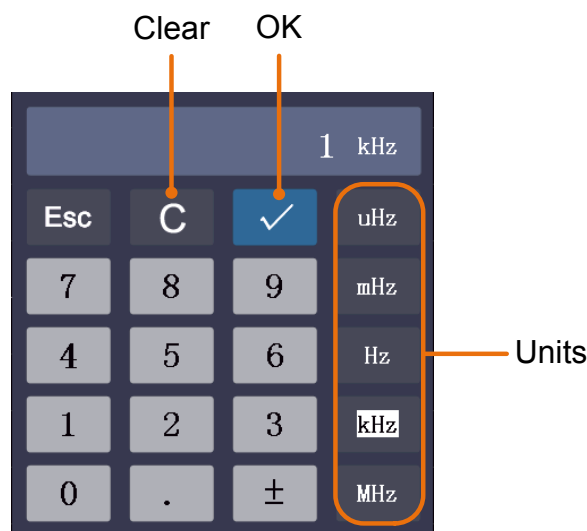 Clear OK
1 kHz
Esc C ✓ uHz
7 8 9 mHz
4 5 6 Hz
Units
1 2 3 kHz
0 . ± MHz